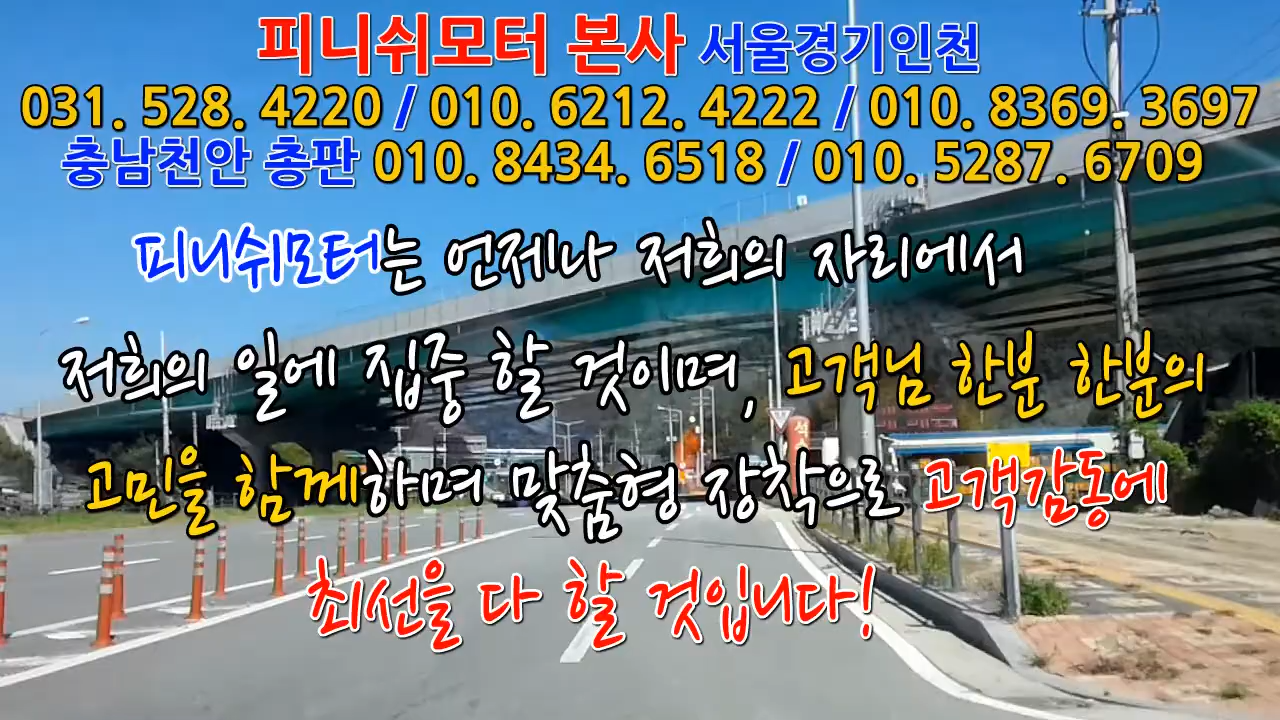 피니쉬모터 본사 서울경기인천
031. 528. 4220 / 010. 6212. 4222 / 010. 8369. 3697
충남천안 총판 010. 8434. 6518 / 010. 5287. 6709
피니쉬모터는 언제나 저희의 자리에서
저희의 일에 집중 할 것이며, 고객님 한분 한분의
고민을 함께하며 맞춤형 장착으로 고객감동에
최선을 다 할 것입니다!